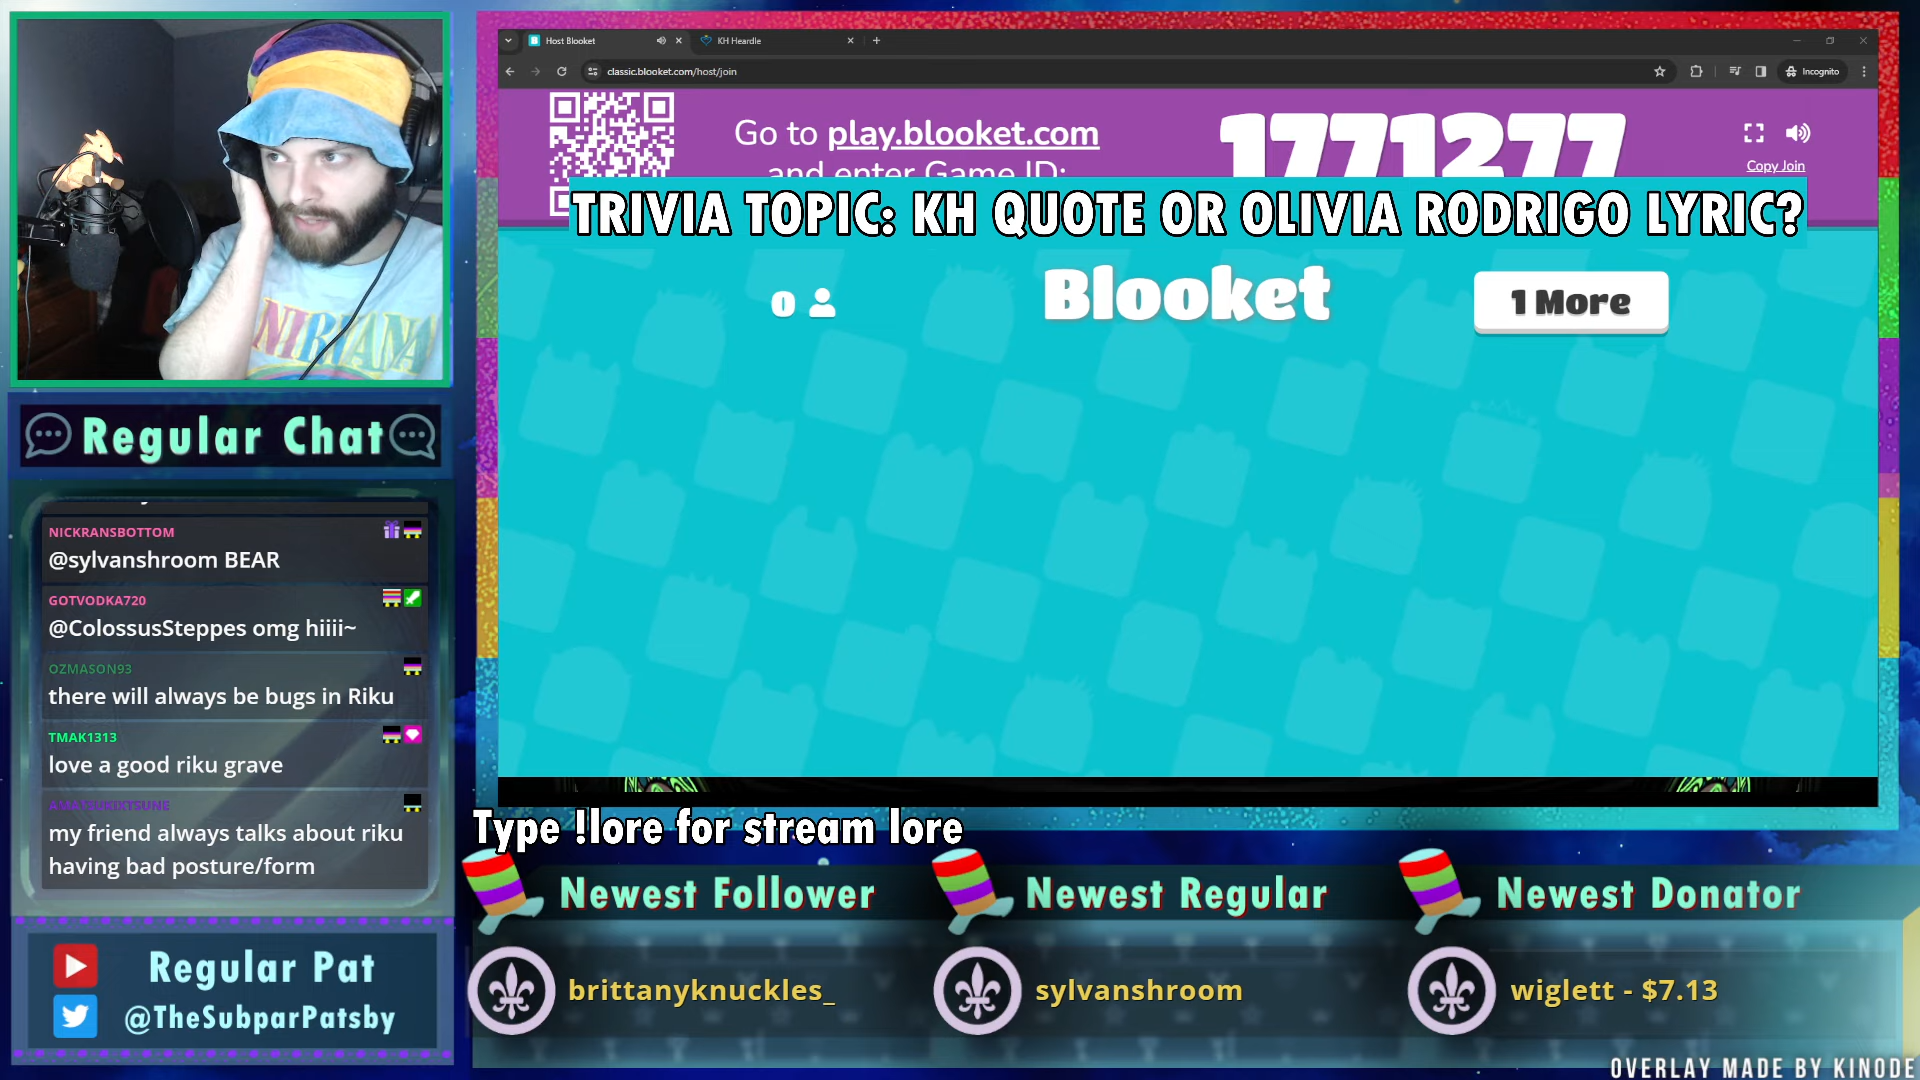 Host Blooket
KH Heardle
classic.blooket.com/host/join
Incognito
Go to play.blooket.com
and enter Game ID:
1771277
Copy Join
TRIVIA TOPIC: KH QUOTE OR OLIVIA RODRIGO LYRIC?
0
Blooket
1 More
NIRVANA
Regular Chat
NICKRANSBOTTOM
@sylvanshroom BEAR
GOTVODKA720
@ColossusSteppes omg hiiii~
OZMASON93
there will always be bugs in Riku
TMAK1313
love a good riku grave
my friend always talks about riku
having bad posture/form
Regular Pat
@TheSubparPatsby
Type !lore for stream lore
Newest Follower
brittanyknuckles_
Newest Regular
sylvanshroom
Newest Donator
wiglett - $7.13
OVERLAY MADE BY KINODE